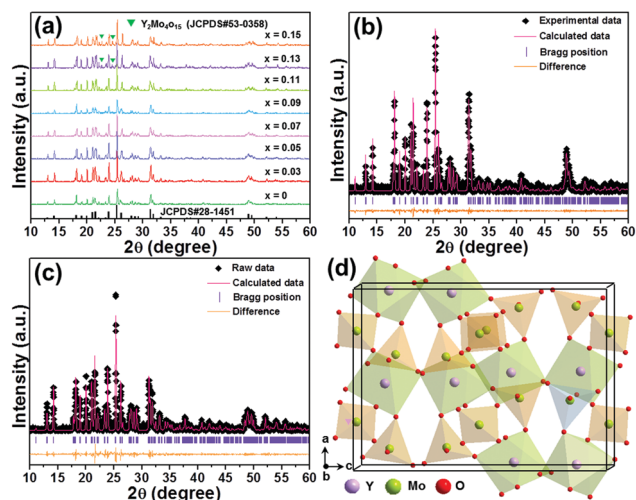 (a)
Y2Mo4o15 (JCPDS#53-0358)
x = 0.15
x = 0.13
x = 0.11
x = 0.09
x = 0.07
x = 0.05
x = 0.03
x = 0
JCPDS#28-1451
Intensity (a.u.)
10 15 20 25 30 35 40 45 50 55 60
2θ (degree)
(b)
Experimental data
Calculated data
Bragg position
Difference
Intensity (a.u.)
10 15 20 25 30 35 40 45 50 55 60
2θ (degree)
(c)
Raw data
Calculated data
Bragg position
Difference
Intensity (a.u.)
10 15 20 25 30 35 40 45 50 55 60
2θ (degree)
(d)
a
b
c
Y Mo O